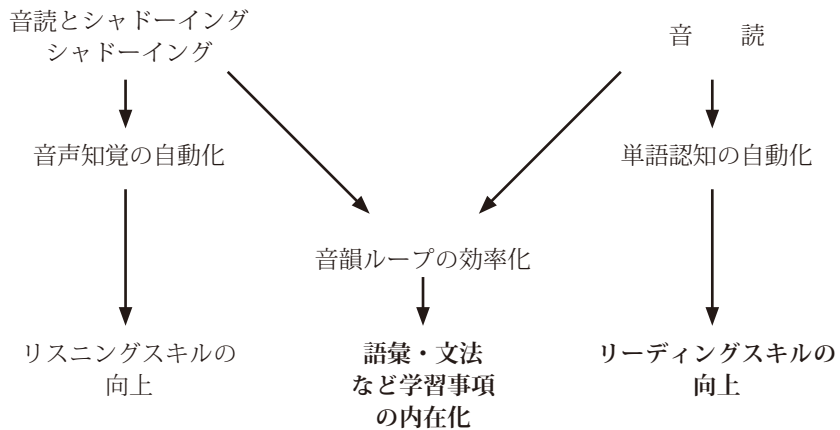 音読とシャドーイング
シャドーイング
音　　読
音声知覚の自動化
単語認知の自動化
音韻ループの効率化
リスニングスキルの
向上
語彙・文法
など学習事項
の内在化
リーディングスキルの
向上